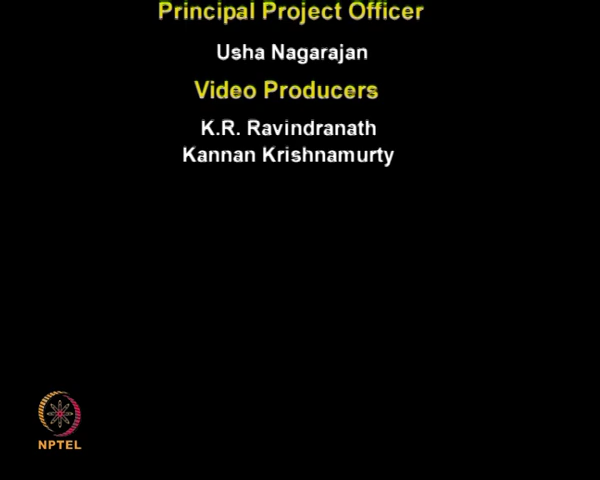 Principal Project Officer
Usha Nagarajan
Video Producers
K.R. Ravindranath
Kannan Krishnamurty
NPTEL